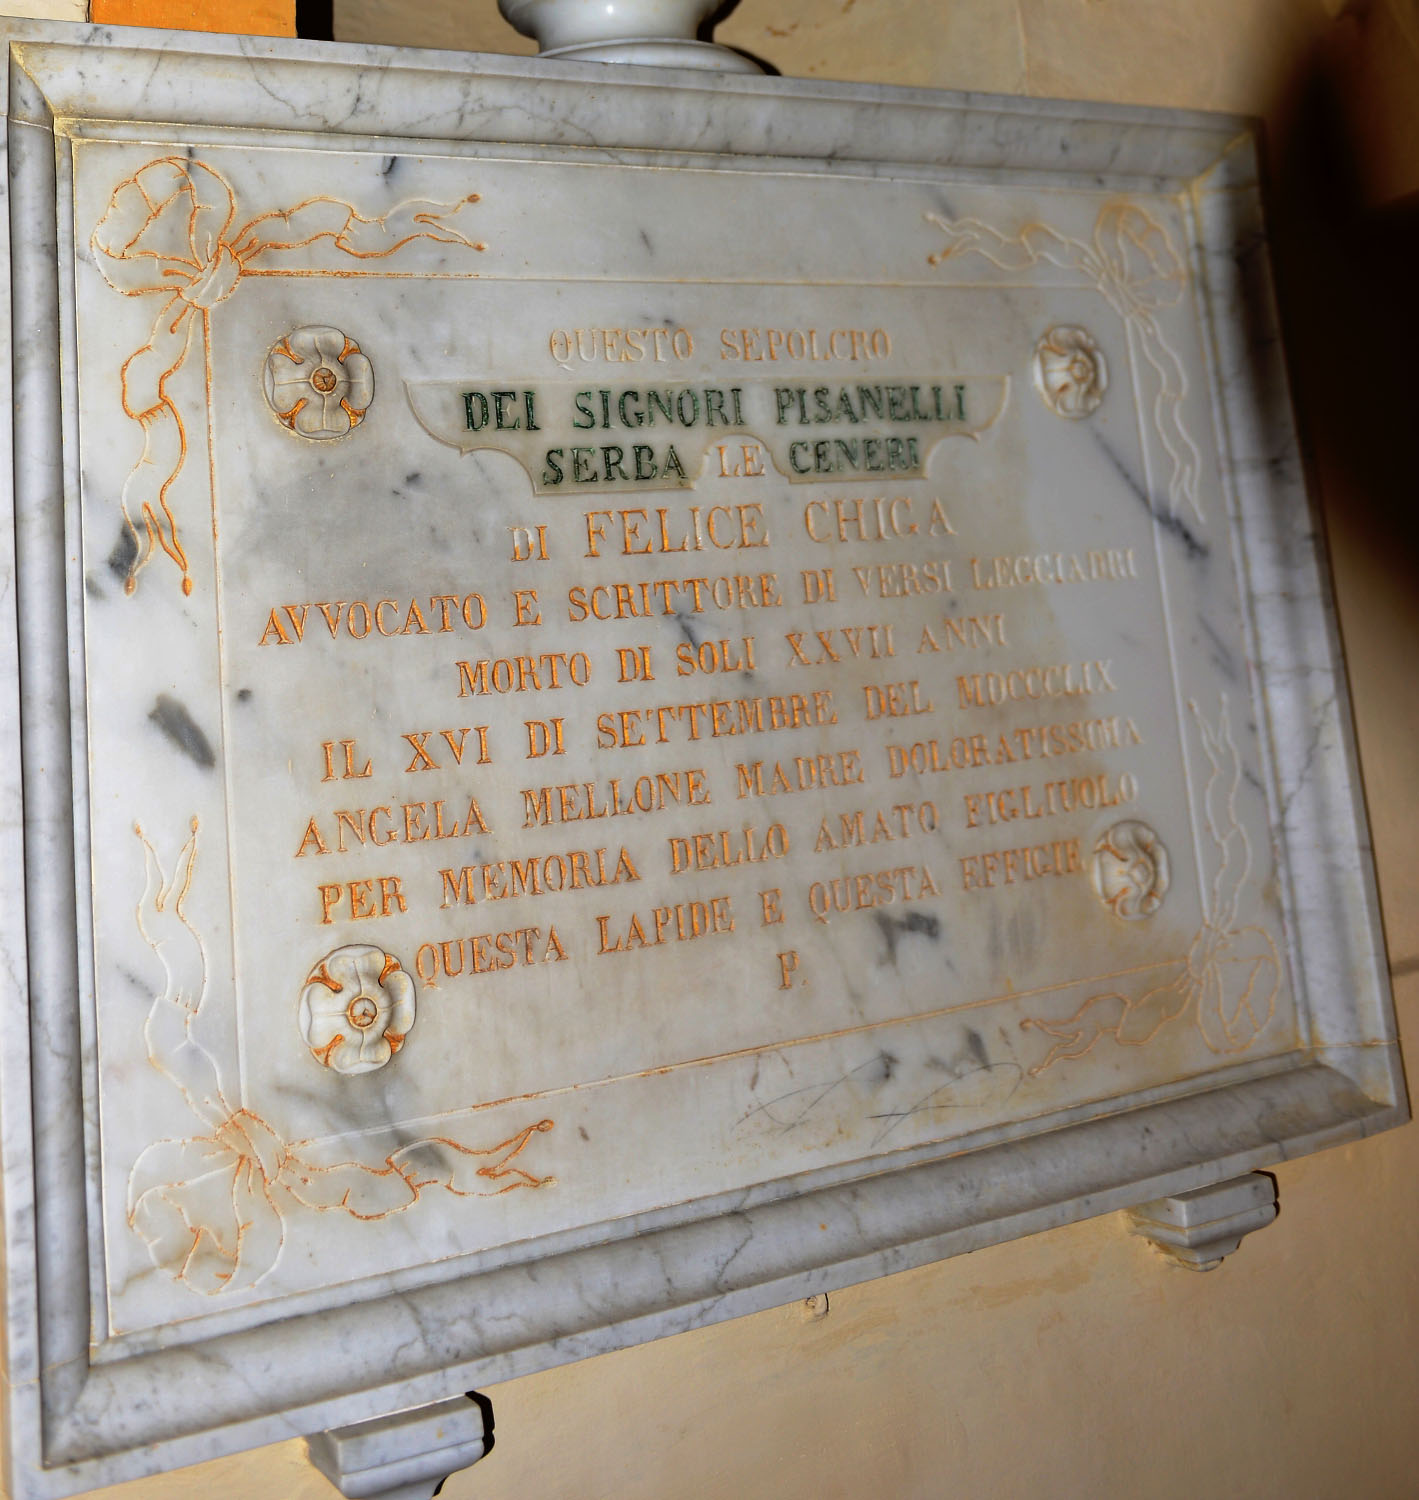 QUESTO SEPOLCRO
DEI SIGNORI PISANELLI
SERBA LE CENERI
DI FELICE CHIGA
AVVOCATO E SCRITTORE DI VERSI LEGGIADRI
MORTO DI SOLI XXVII ANNI
IL XVI DI SETTEMBRE DEL MDCCCLIX
ANGELA MELLONE MADRE DOLORATISSIMA
PER MEMORIA DELLO AMATO FIGLIUOLO
QUESTA LAPIDE E QUESTA EFFIGIE
P.